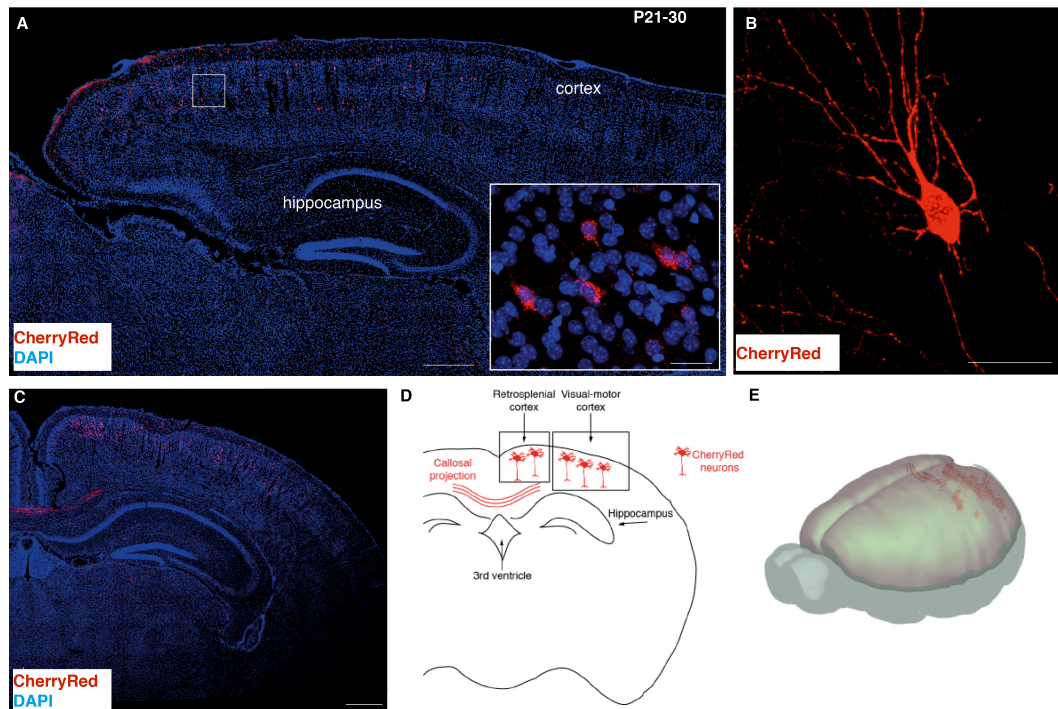 A
P21-30
cortex
hippocampus
CherryRed
DAPI
B
CherryRed
C
CherryRed
DAPI
D
Retrosplenial
cortex
Visual-motor
cortex
Callosal
projection
CherryRed
neurons
Hippocampus
3rd ventricle
E